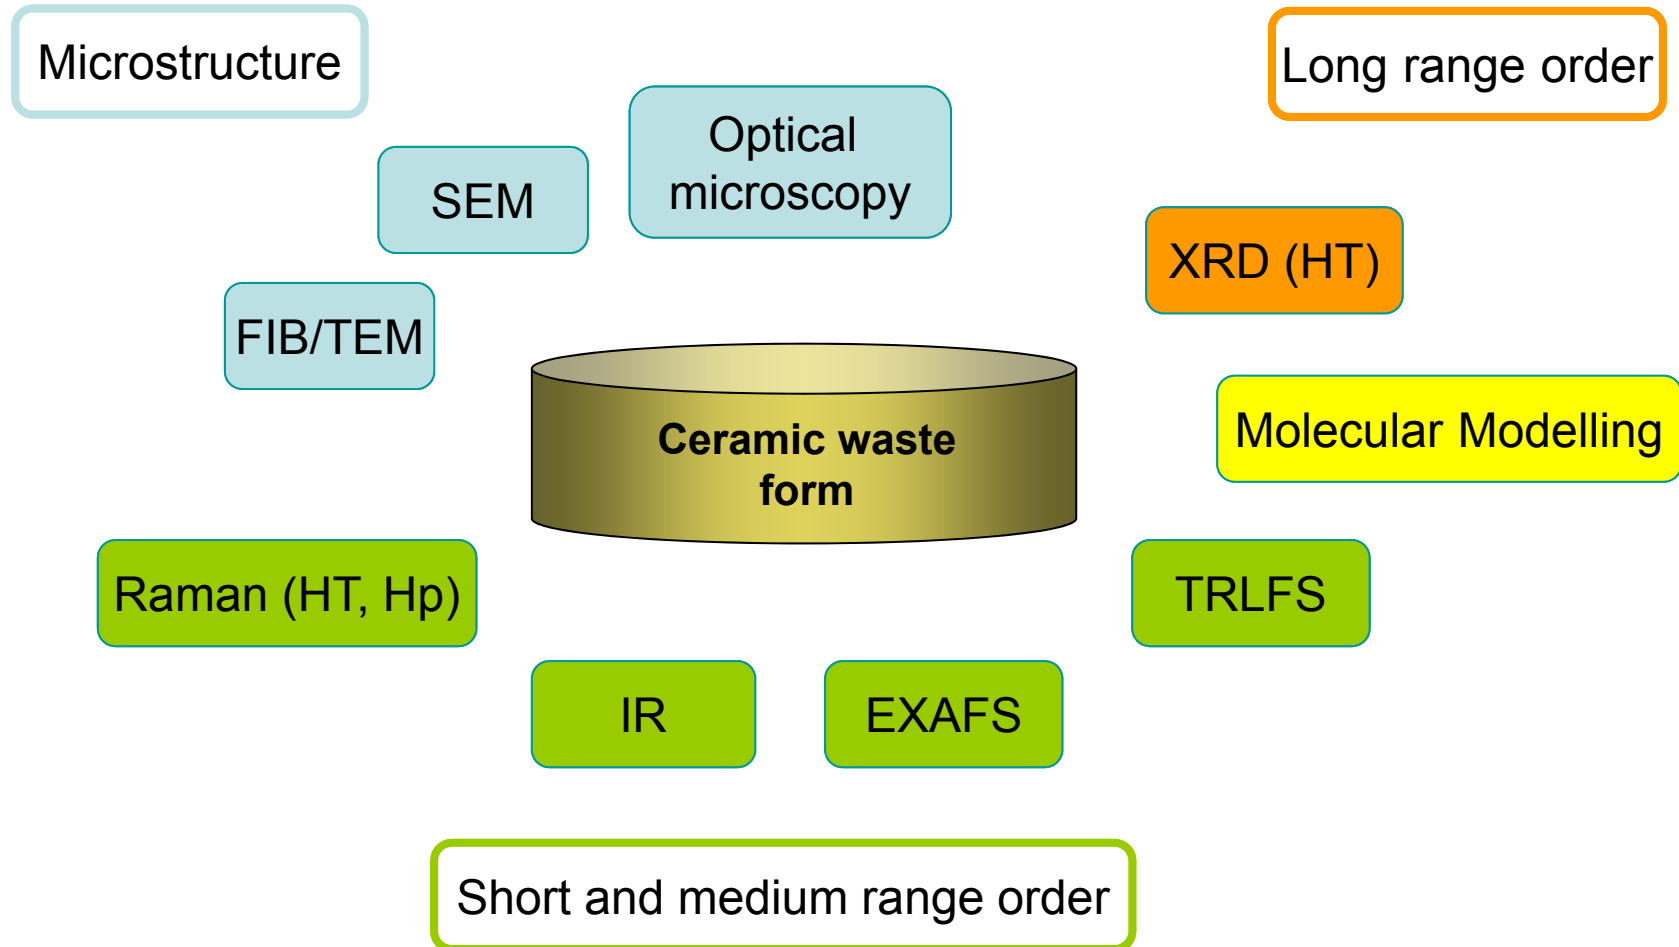 Microstructure
Long range order
Optical
microscopy
SEM
XRD (HT)
FIB/TEM
Molecular Modelling
Ceramic waste
form
Raman (HT, Hp)
TRLFS
IR
EXAFS
Short and medium range order